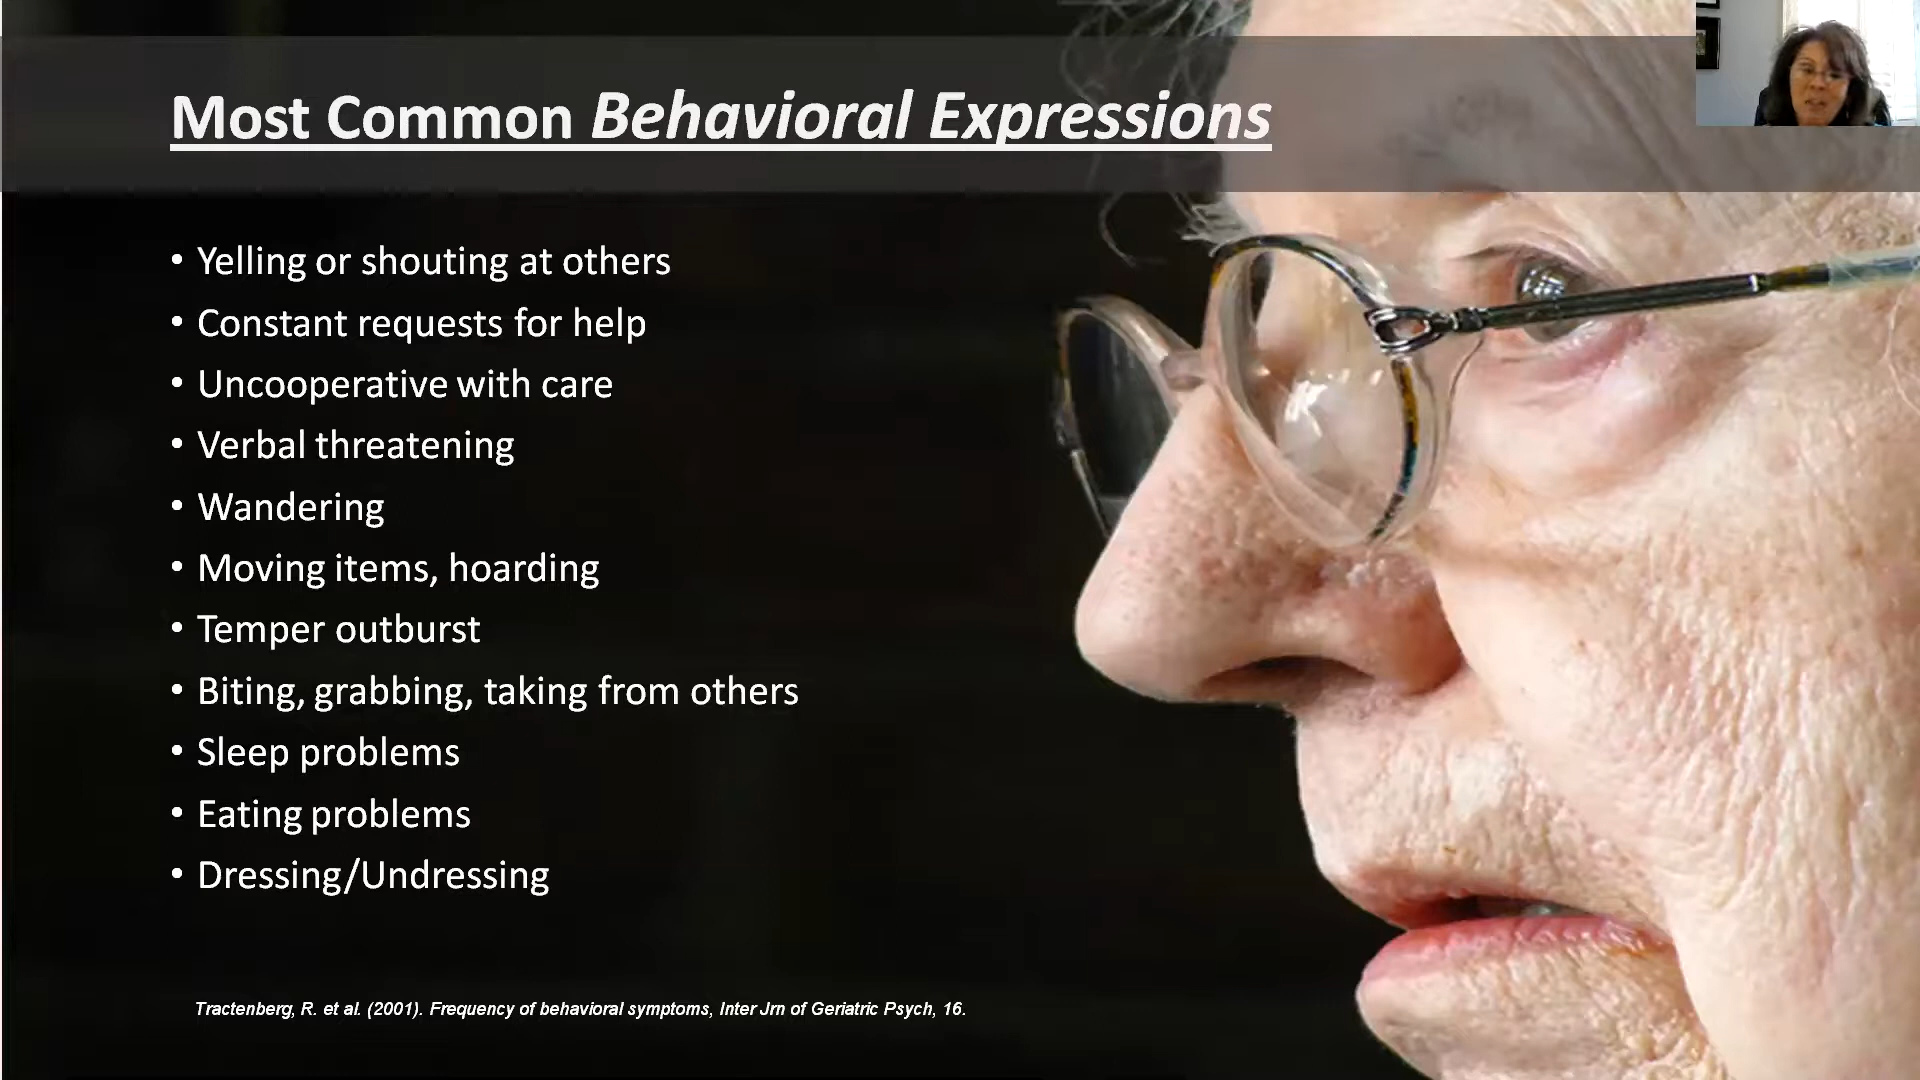 Most Common Behavioral Expressions
• Yelling or shouting at others
• Constant requests for help
• Uncooperative with care
• Verbal threatening
• Wandering
• Moving items, hoarding
• Temper outburst
• Biting, grabbing, taking from others
• Sleep problems
• Eating problems
• Dressing/Undressing
Tractenberg, R. et al. (2001). Frequency of behavioral symptoms, Inter Jrn of Geriatric Psych, 16.